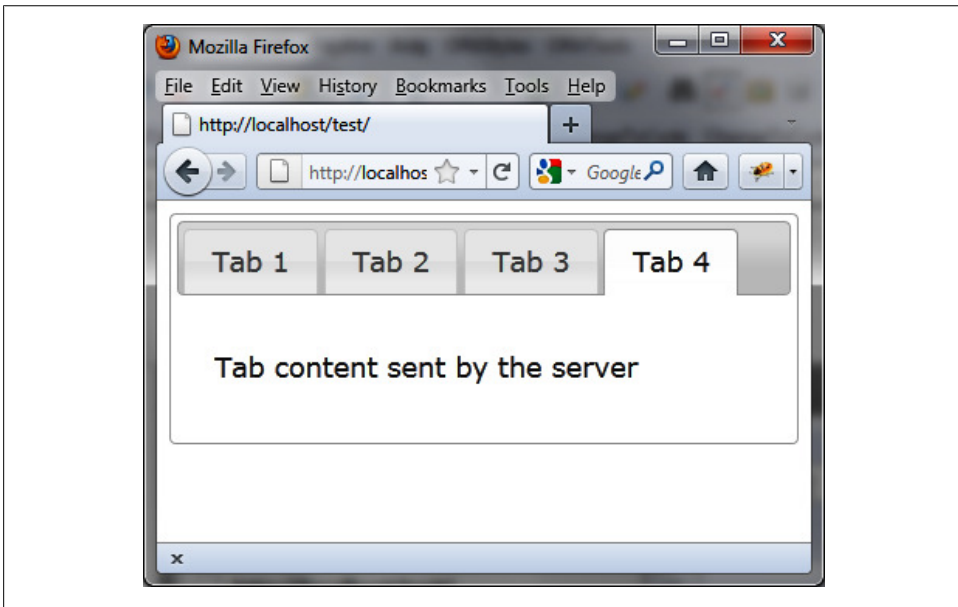 Mozilla Firefox
File Edit View History Bookmarks Tools Help
http://localhost/test/
http://localhos Google
Tab 1 Tab 2 Tab 3 Tab 4
Tab content sent by the server
x